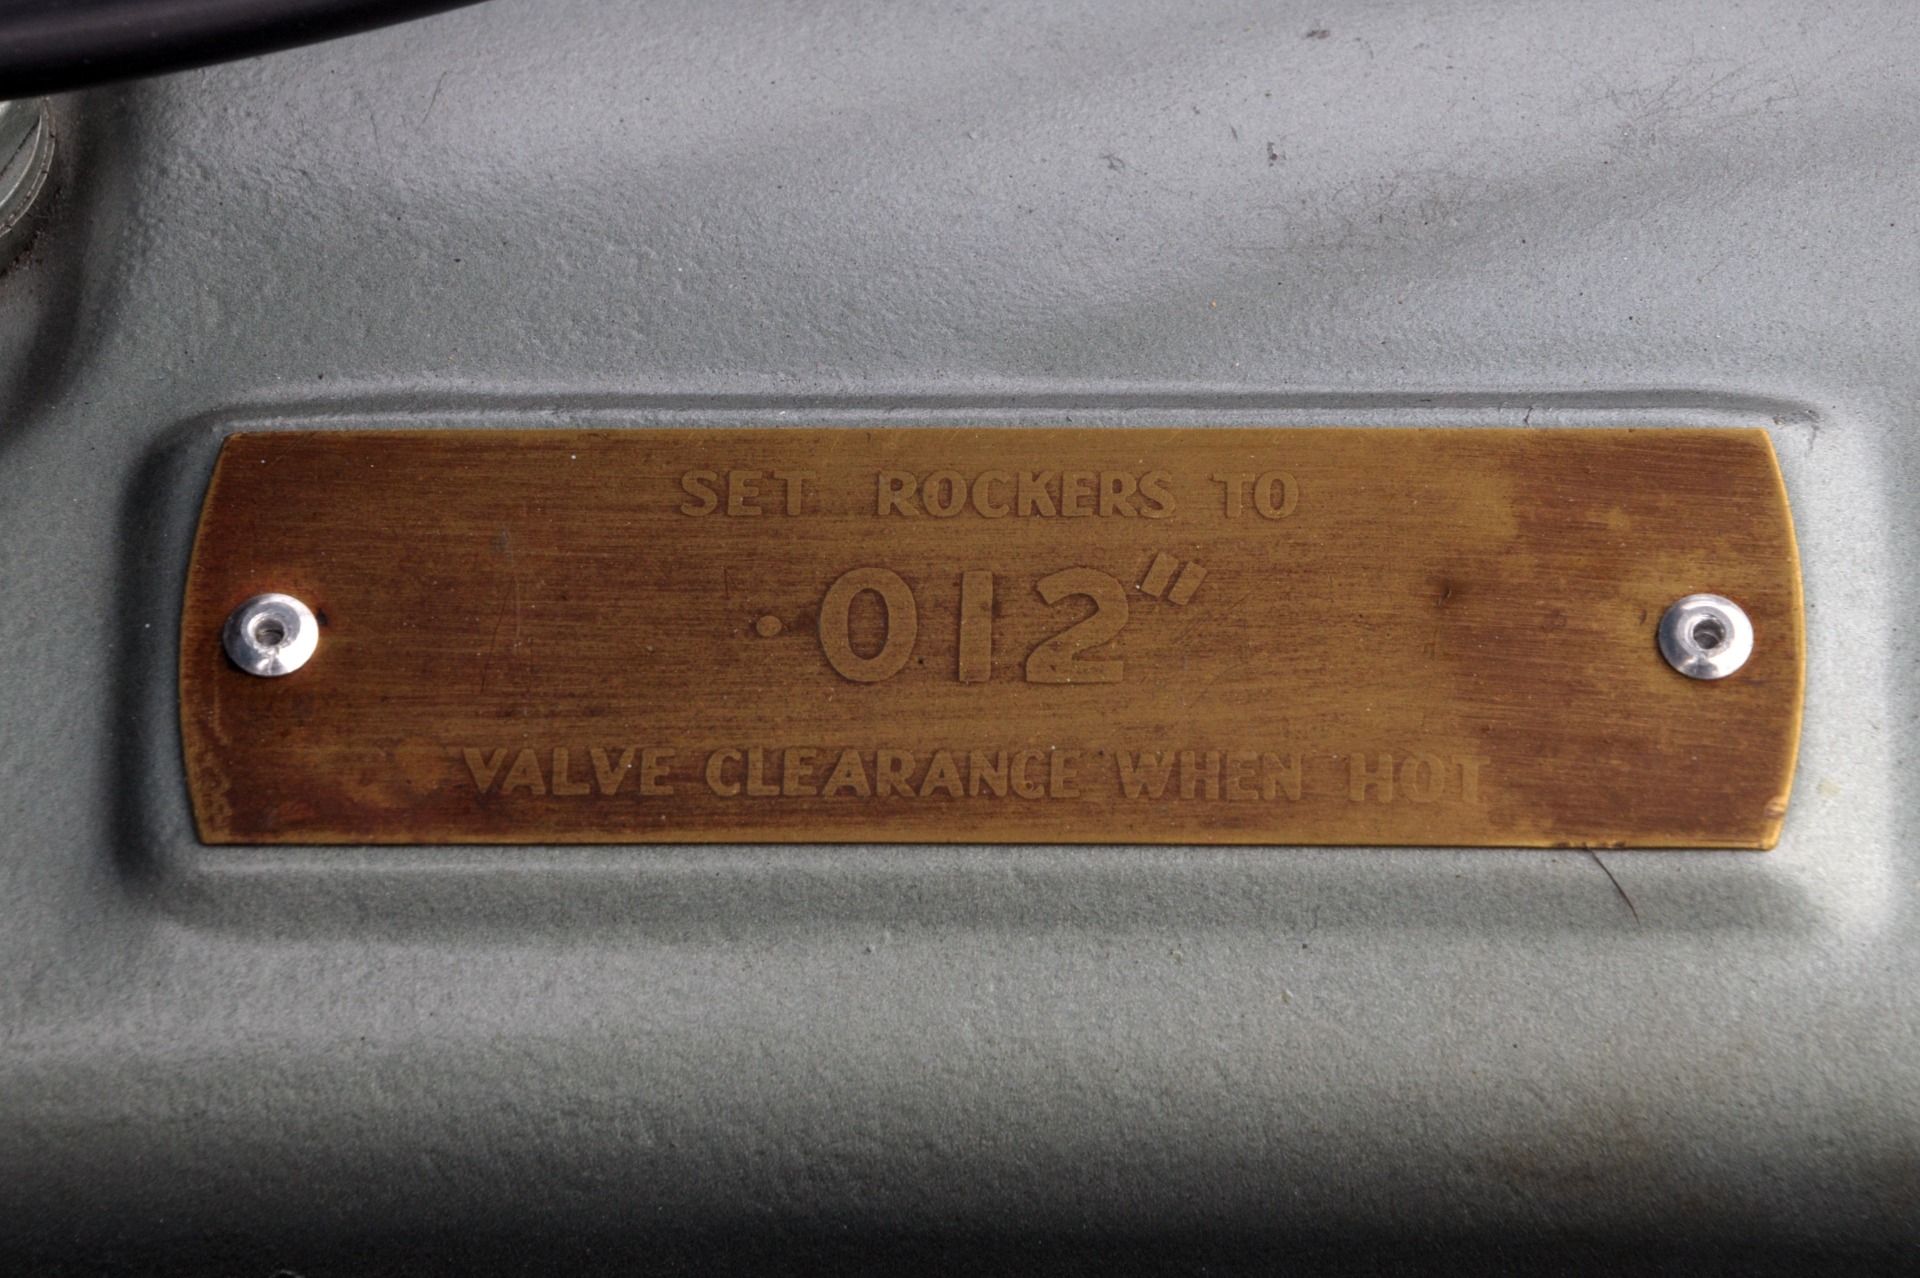 SET ROCKERS TO
·012"
VALVE CLEARANCE WHEN HOT